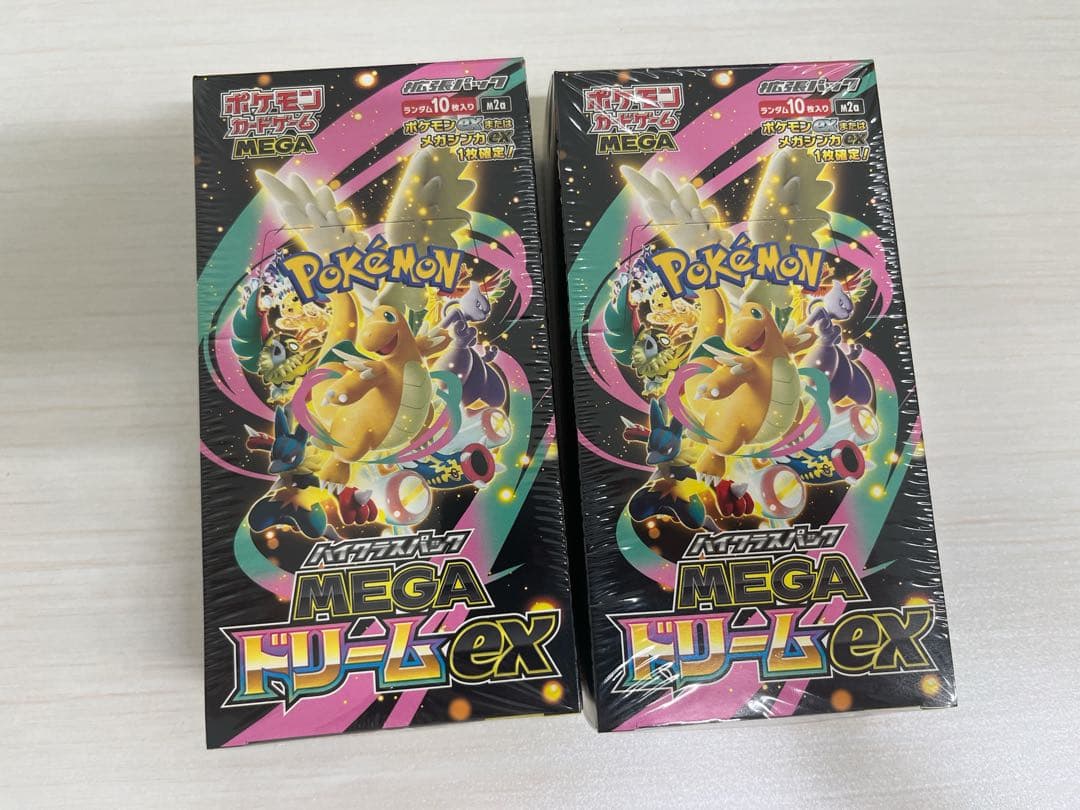 ポケモン
カードゲーム
MEGA
拡張パック
ランダム10枚入り
M2a
ポケモンexまたは
メガシンカex
1枚確定!
POKÉMON
ハイクラスパック
MEGA
ドリームex
ポケモン
カードゲーム
MEGA
拡張パック
ランダム10枚入り
M2a
ポケモンexまたは
メガシンカex
1枚確定!
POKÉMON
ハイクラスパック
MEGA
ドリームex